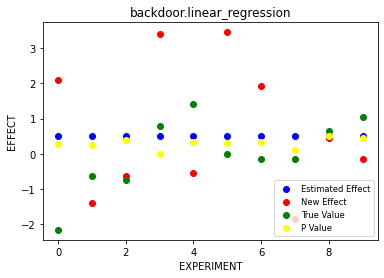 backdoor.linear_regression
EFFECT
3
2
1
0
−1
−2
Estimated Effect
New Effect
True Value
P Value
0
2
4
6
8
EXPERIMENT